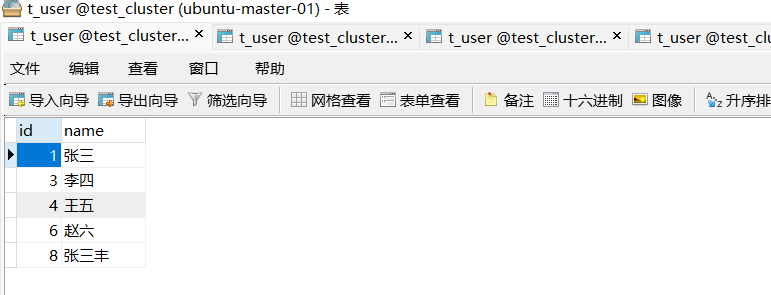 t_user @test_cluster (ubuntu-master-01) - 表
t_user @test_cluster... × t_user @test_cluster... × t_user @test_cluster... × t_user @test_clus
文件 编辑 查看 窗口 帮助
导入向导 导出向导 筛选向导 网格查看 表单查看 备注 十六进制 图像 升序排
id name
1 张三
3 李四
4 王五
6 赵六
8 张三丰